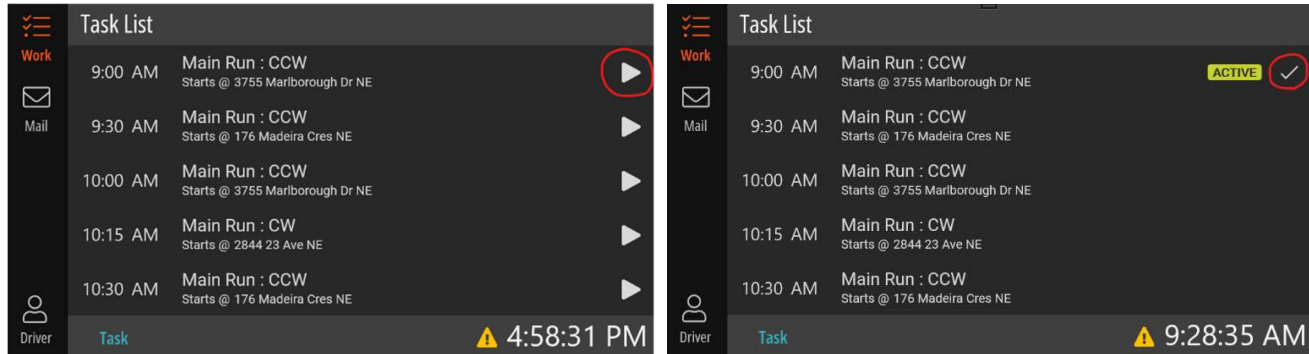 Task List
Work
9:00 AM
Main Run : CCW
Starts @ 3755 Marlborough Dr NE
Mail
9:30 AM
Main Run : CCW
Starts @ 176 Madeira Cres NE
10:00 AM
Main Run : CCW
Starts @ 3755 Marlborough Dr NE
10:15 AM
Main Run : CW
Starts @ 2844 23 Ave NE
10:30 AM
Main Run : CCW
Starts @ 176 Madeira Cres NE
Driver
Task
4:58:31 PM
Task List
Work
9:00 AM
Main Run : CCW
Starts @ 3755 Marlborough Dr NE
ACTIVE
Mail
9:30 AM
Main Run : CCW
Starts @ 176 Madeira Cres NE
10:00 AM
Main Run : CCW
Starts @ 3755 Marlborough Dr NE
10:15 AM
Main Run : CW
Starts @ 2844 23 Ave NE
10:30 AM
Main Run : CCW
Starts @ 176 Madeira Cres NE
Driver
Task
9:28:35 AM